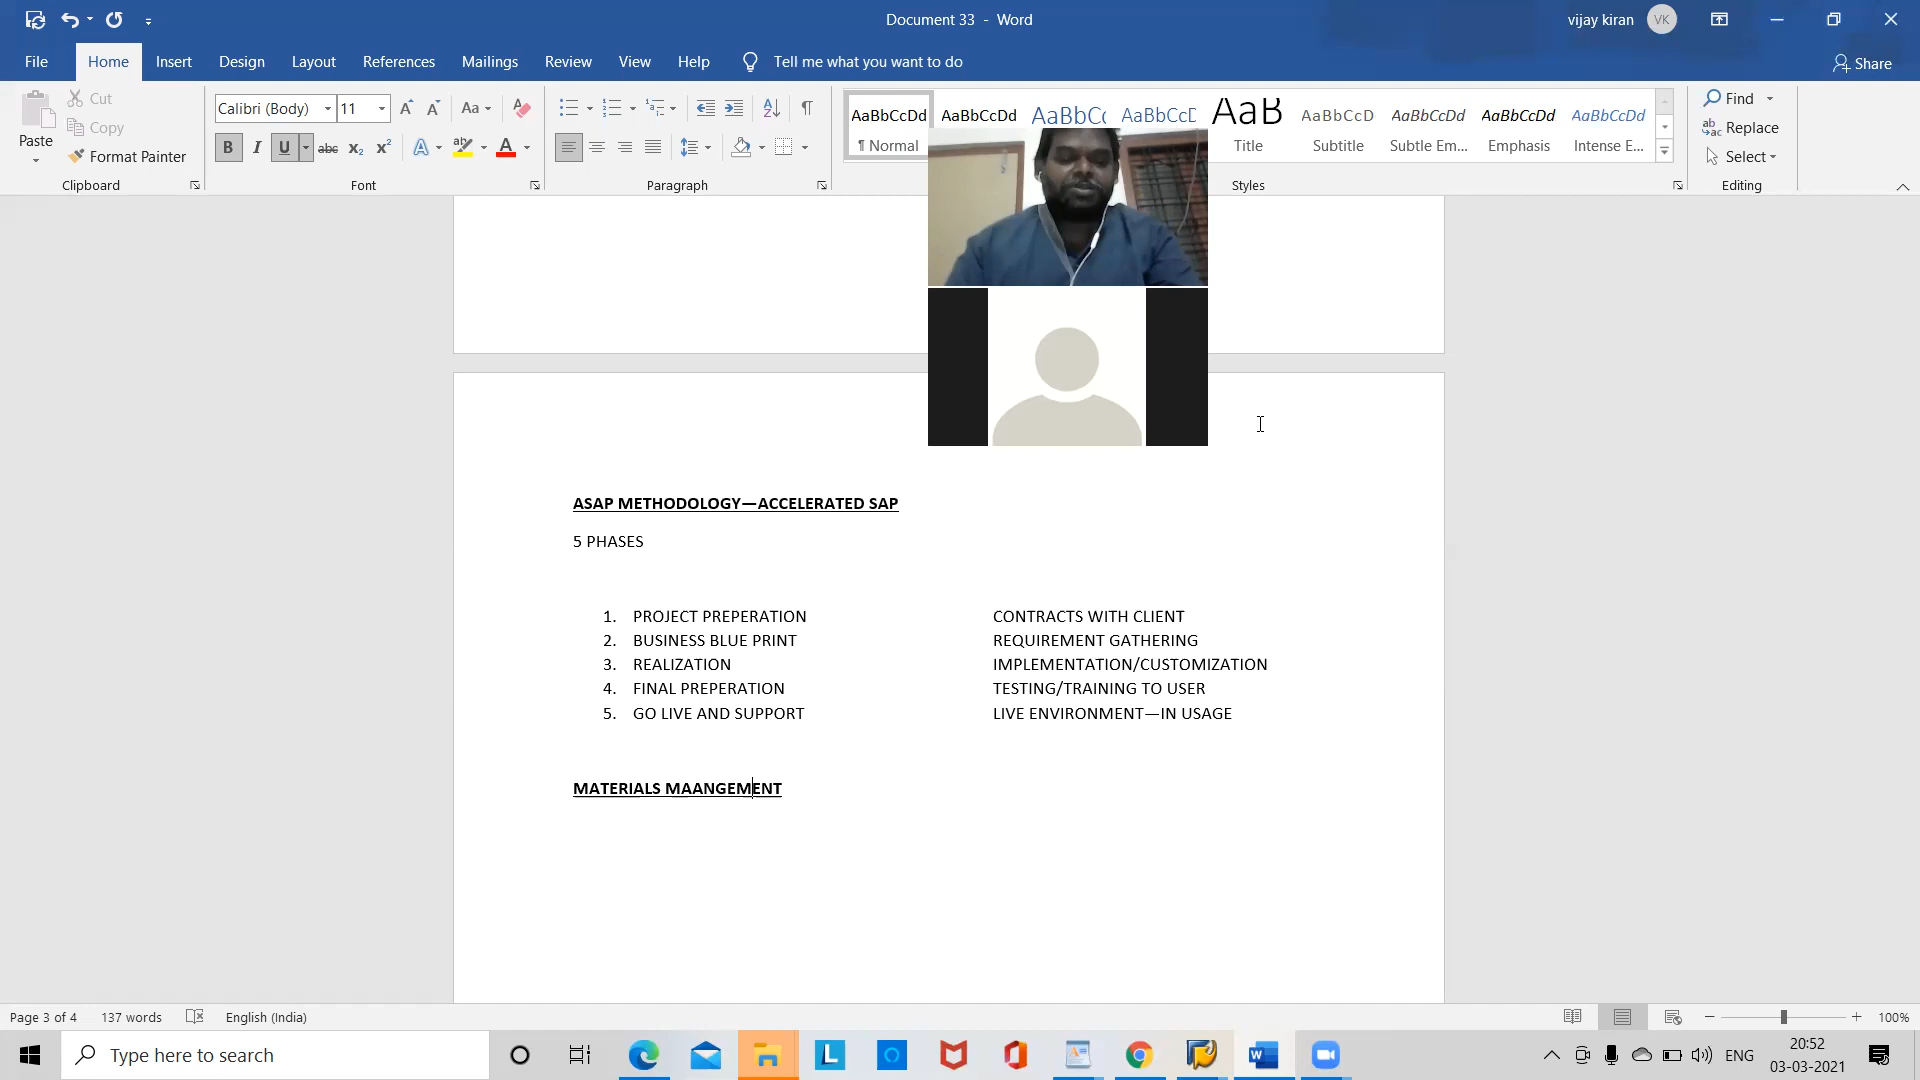 Document 33 - Word
vijay kiran VK
File Home Insert Design Layout References Mailings Review View Help Tell me what you want to do Share
Paste
Cut
Copy
Format Painter
Clipboard
Calibri (Body) 11
Font
Paragraph
AaBbCcDd AaBbCcDd AaBbCc AaBbCcD AaB AaBbCcD AaBbCcDd AaBbCcDd AaBbCcDd
¶ Normal Title Subtitle Subtle Em... Emphasis Intense E...
Styles
Find
Replace
Select
Editing
ASAP METHODOLOGY—ACCELERATED SAP
5 PHASES
1. PROJECT PREPERATION CONTRACTS WITH CLIENT
2. BUSINESS BLUE PRINT REQUIREMENT GATHERING
3. REALIZATION IMPLEMENTATION/CUSTOMIZATION
4. FINAL PREPERATION TESTING/TRAINING TO USER
5. GO LIVE AND SUPPORT LIVE ENVIRONMENT—IN USAGE
MATERIALS MAANGEMENT
Page 3 of 4 137 words English (India) 100%
Type here to search
ENG
20:52
03-03-2021